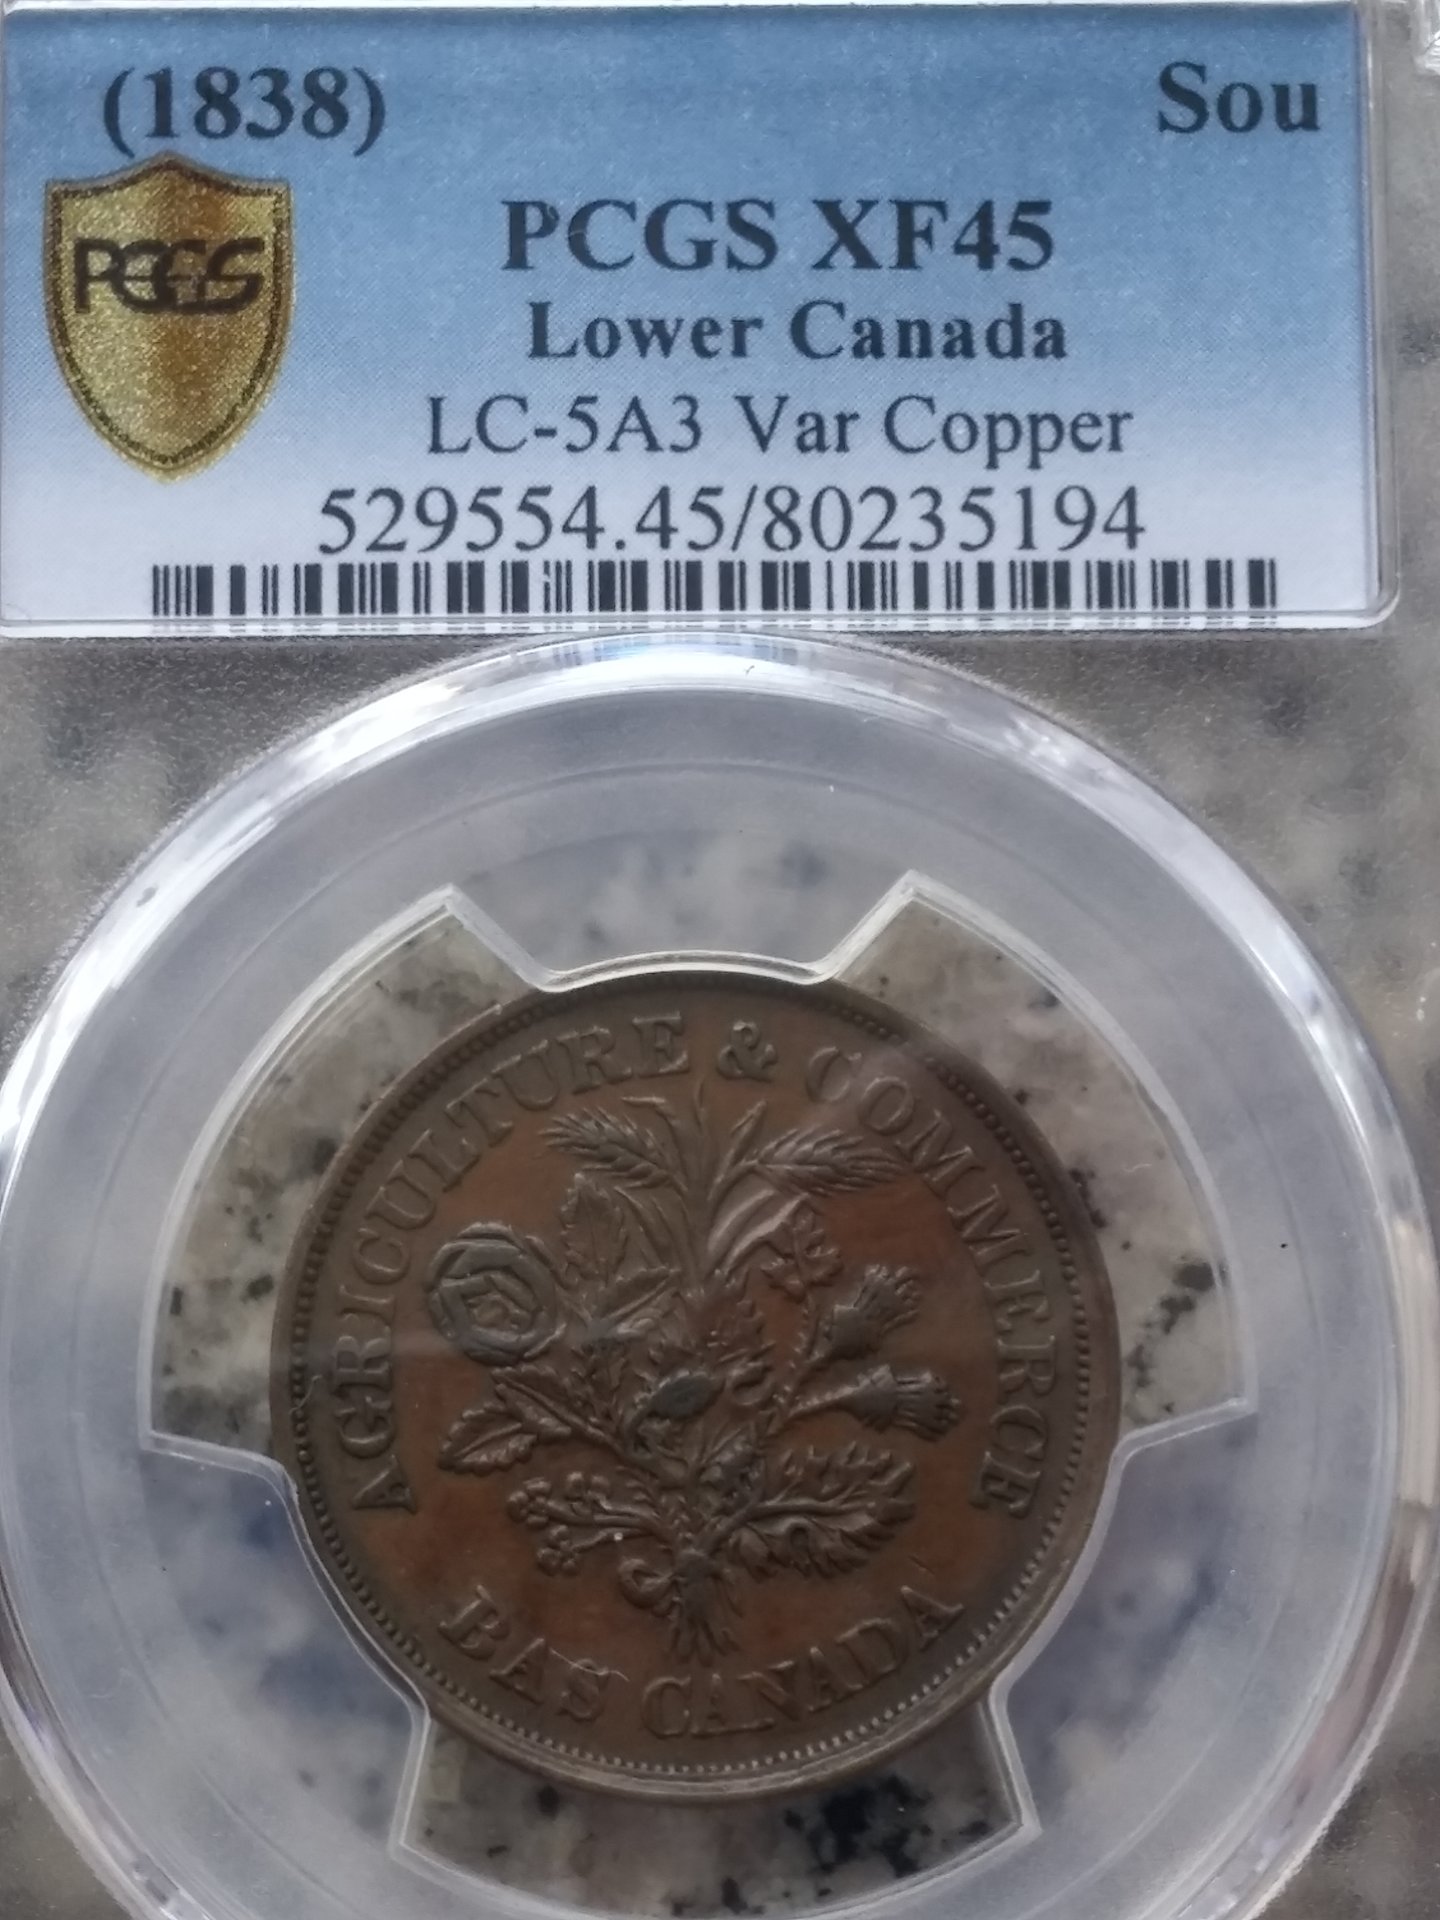 (1838) Sou
PCGS
PCGS XF45
Lower Canada
LC-5A3 Var Copper
529554.45/80235194
AGRICULTURE & COMMERCE
BAS CANADA